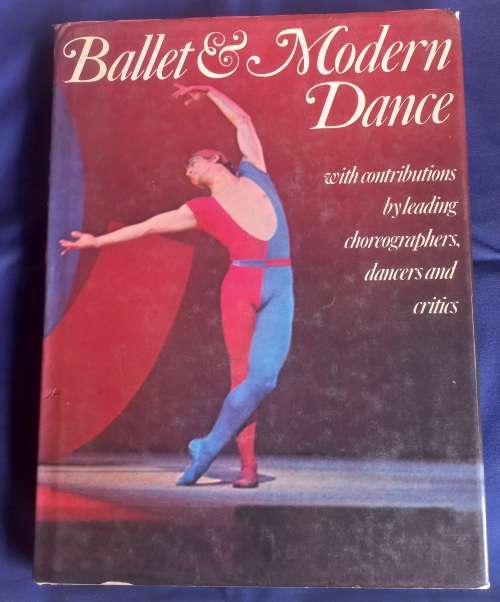 Ballet & Modern
Dance
with contributions
by leading
choreographers,
dancers and
critics